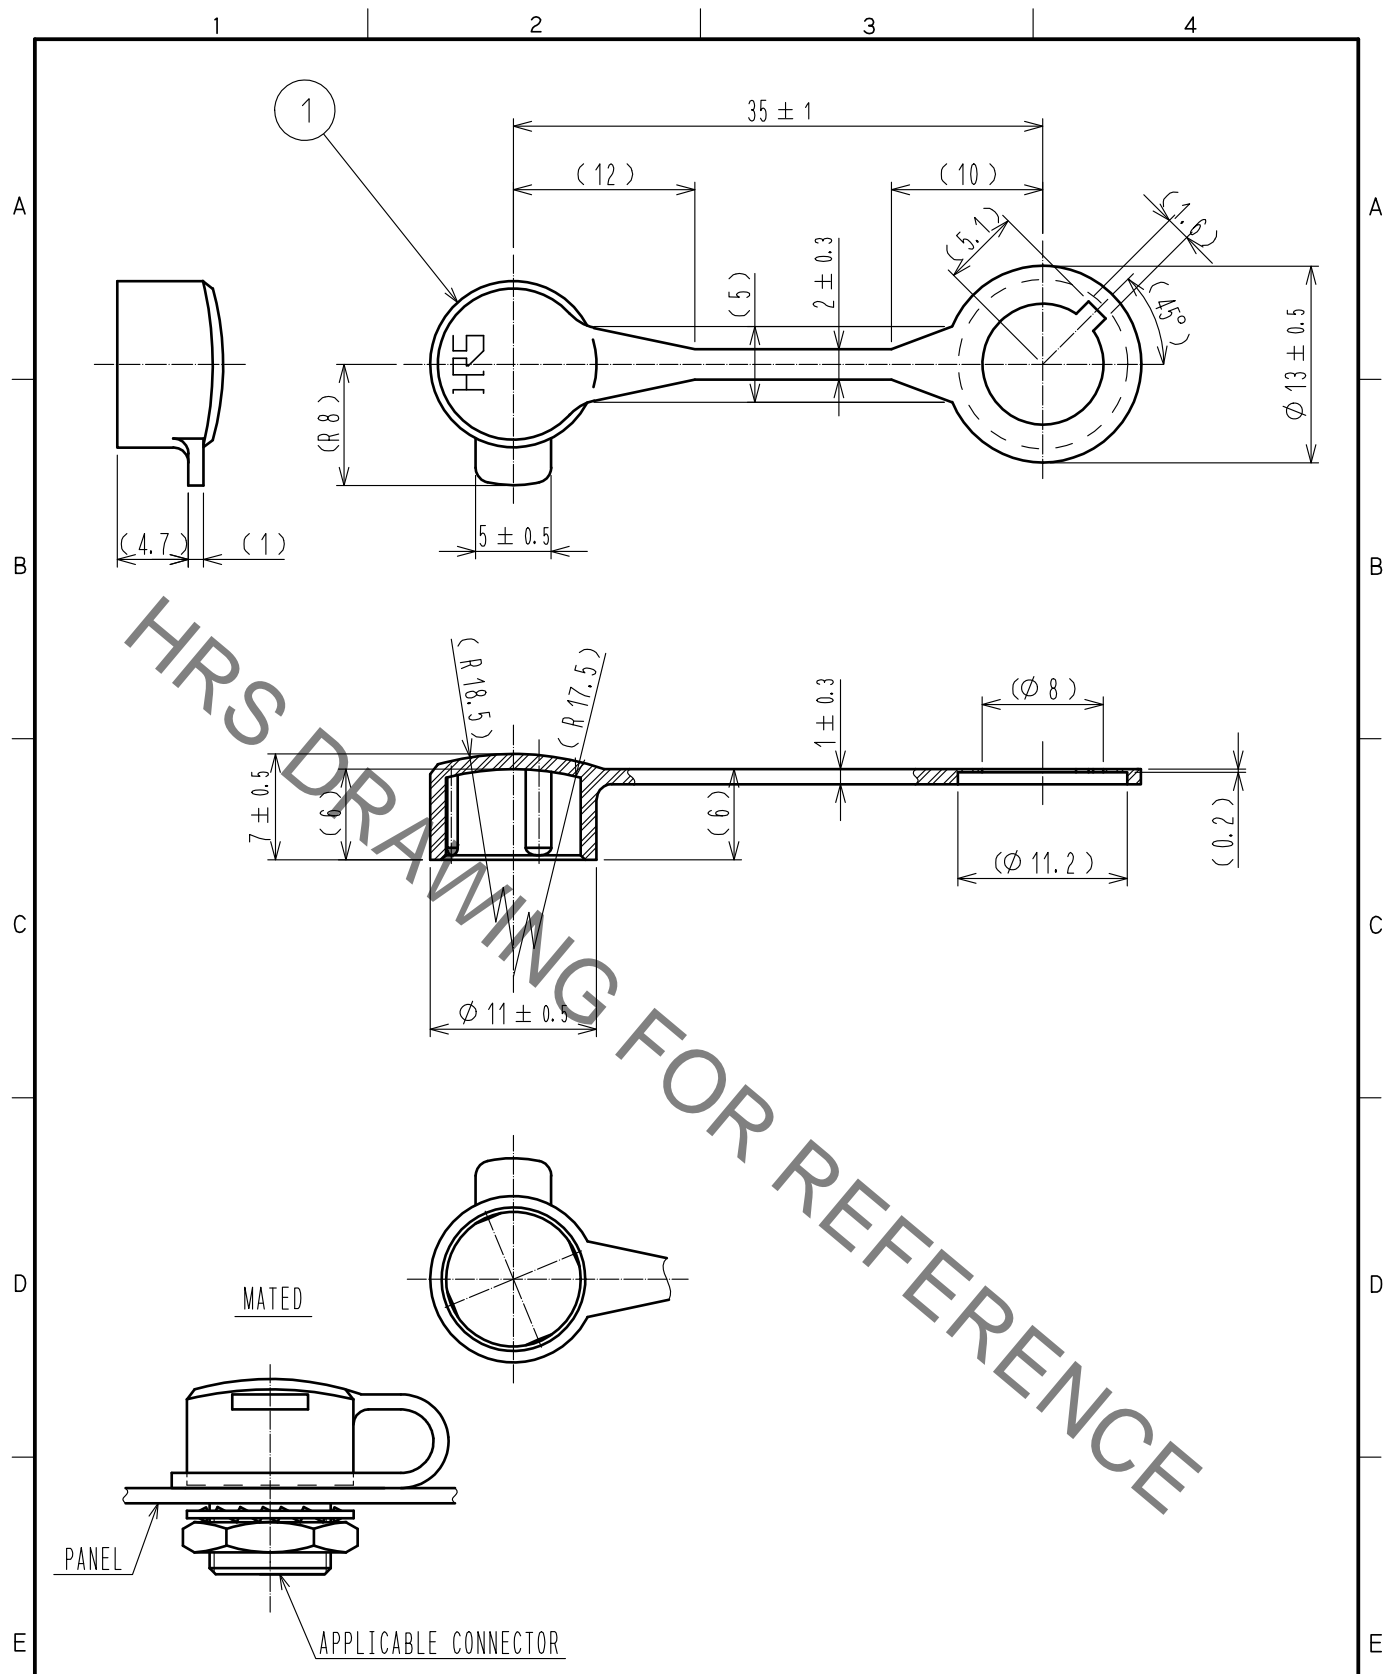 1 2 3 4
1
35 ± 1
( 12 )
( 10 )
A
A
( 1.6 )
( 5.1 )
2 ± 0.3
( 5 )
( 45° )
Ø 13 ± 0.5
HRS
( R 8 )
5 ± 0.5
( 4.7 )
( 1 )
B
B
( R 18.5 )
( R 17.5 )
1 ± 0.3
( Ø 8 )
7 ± 0.5
( 6 )
( 6 )
( 0.2 )
( Ø 11.2 )
C
C
Ø 11 ± 0.5
HRS DRAWING FOR REFERENCE
D
D
MATED
PANEL
APPLICABLE CONNECTOR
E
E